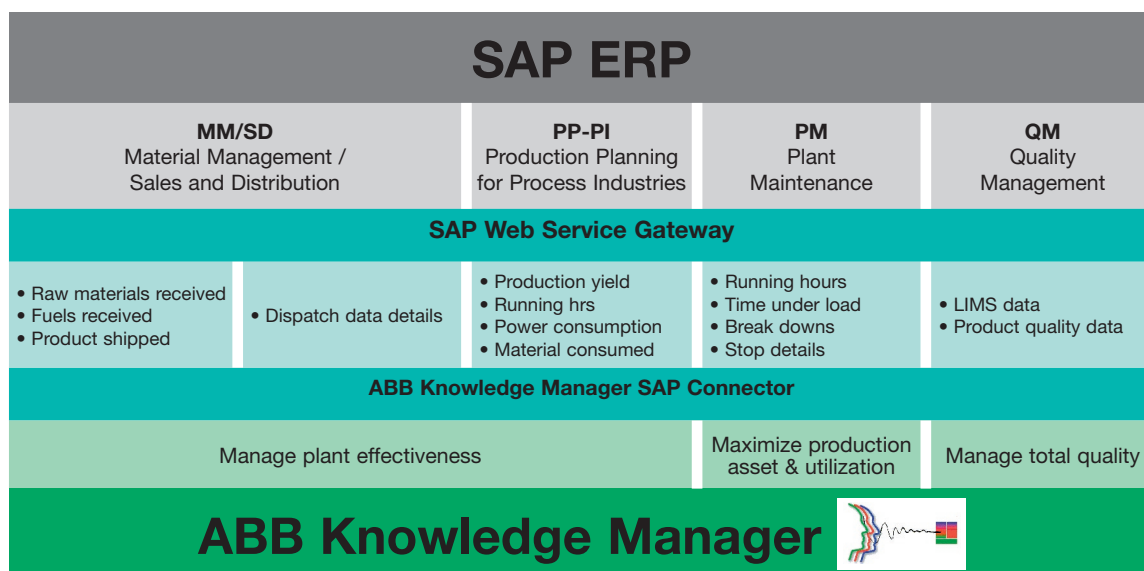 SAP ERP
MM/SD
Material Management /
Sales and Distribution
PP-PI
Production Planning
for Process Industries
PM
Plant
Maintenance
QM
Quality
Management
SAP Web Service Gateway
• Raw materials received
• Fuels received
• Product shipped
• Dispatch data details
• Production yield
• Running hrs
• Power consumption
• Material consumed
• Running hours
• Time under load
• Break downs
• Stop details
• LIMS data
• Product quality data
ABB Knowledge Manager SAP Connector
Manage plant effectiveness
Maximize production
asset & utilization
Manage total quality
ABB Knowledge Manager